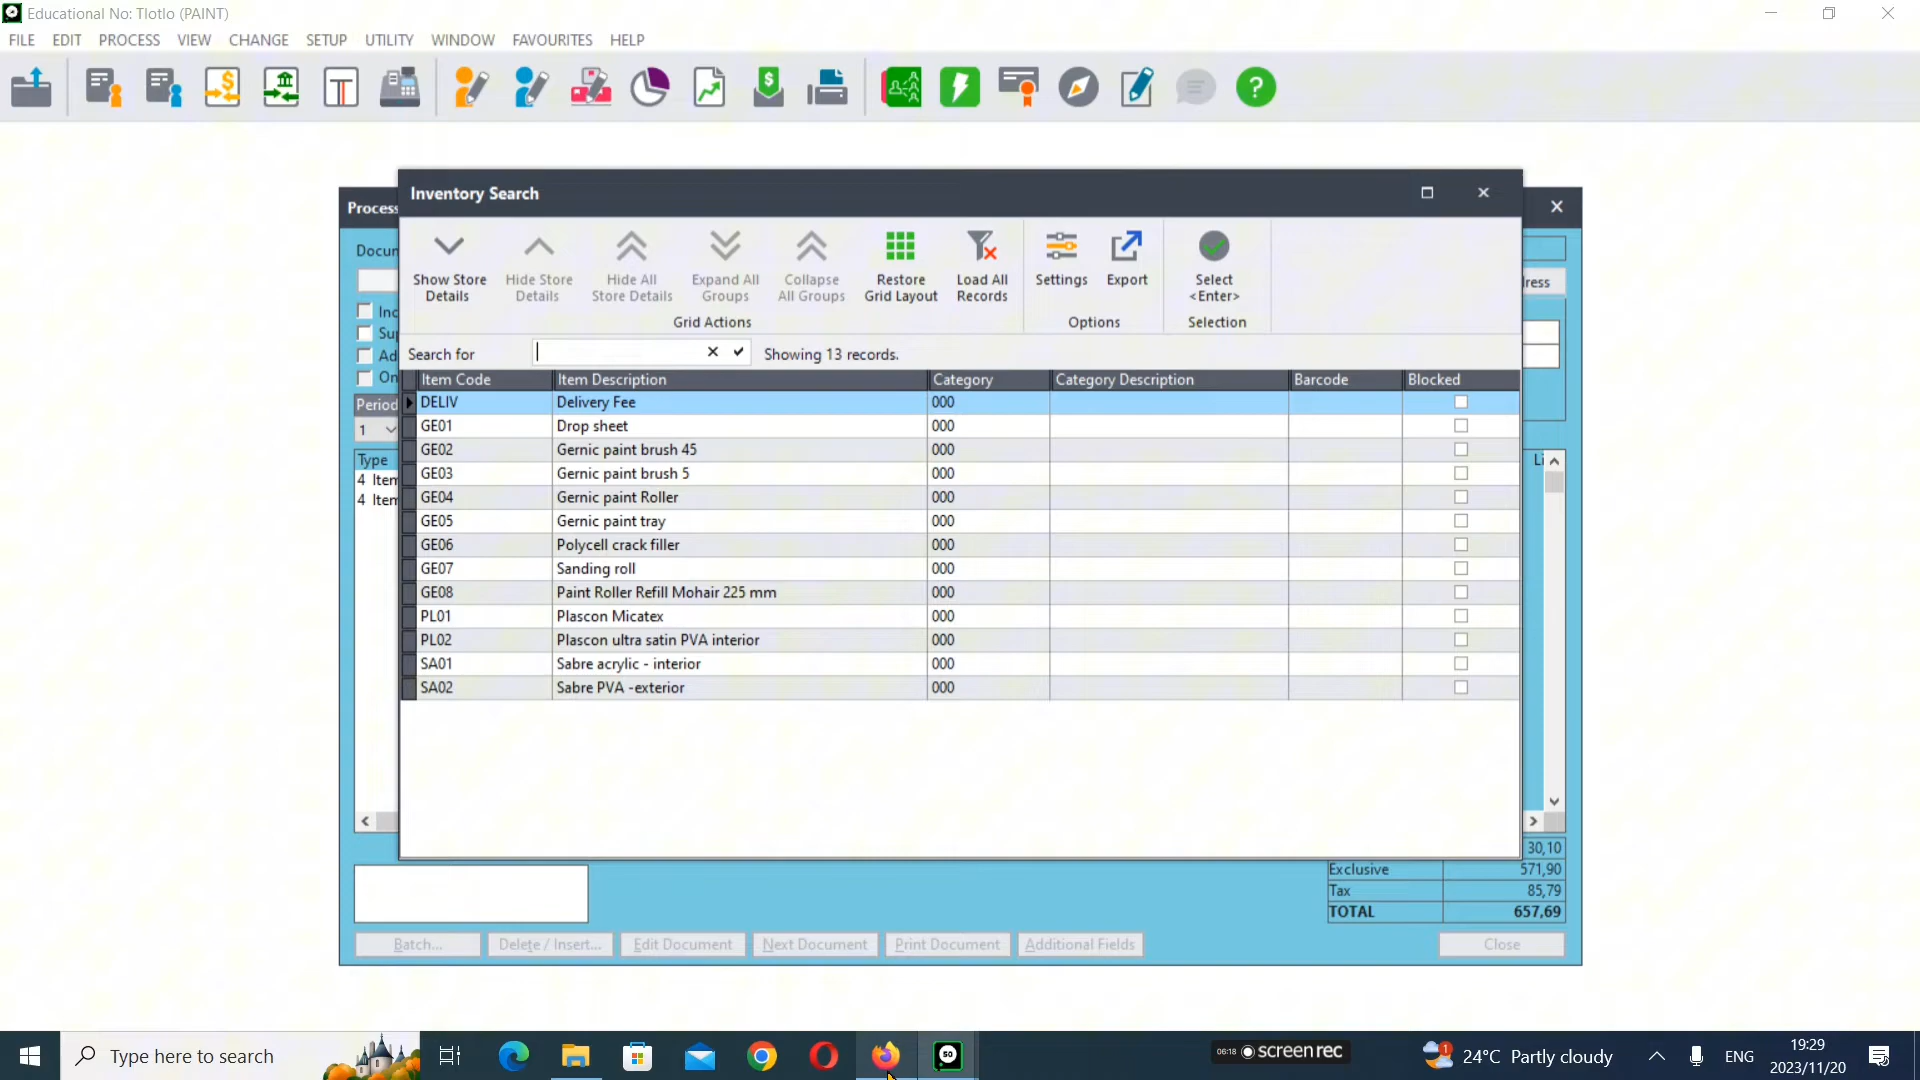 Educational No: Tlotlo (PAINT)
FILE EDIT PROCESS VIEW CHANGE SETUP UTILITY WINDOW FAVOURITES HELP
Process
Inventory Search
Docum
ress
Inc
Sup
Ad
On
Period
1
Type
Li
4 Item
4 Item
Show Store Details
Hide Store Details
Hide All Store Details
Expand All Groups
Collapse All Groups
Restore Grid Layout
Load All Records
Settings
Export
Select <Enter>
Grid Actions
Options
Selection
Search for
Showing 13 records.
Item Code Item Description Category Category Description Barcode Blocked
DELIV Delivery Fee 000
GE01 Drop sheet 000
GE02 Gernic paint brush 45 000
GE03 Gernic paint brush 5 000
GE04 Gernic paint Roller 000
GE05 Gernic paint tray 000
GE06 Polycell crack filler 000
GE07 Sanding roll 000
GE08 Paint Roller Refill Mohair 225 mm 000
PL01 Plascon Micatex 000
PL02 Plascon ultra satin PVA interior 000
SA01 Sabre acrylic - interior 000
SA02 Sabre PVA -exterior 000
30,10
Exclusive 571,90
Tax 85,79
TOTAL 657,69
Batch... Delete / Insert... Edit Document Next Document Print Document Additional Fields Close
Type here to search
50
06:18 screenrec
1
24°C Partly cloudy
ENG
19:29
2023/11/20